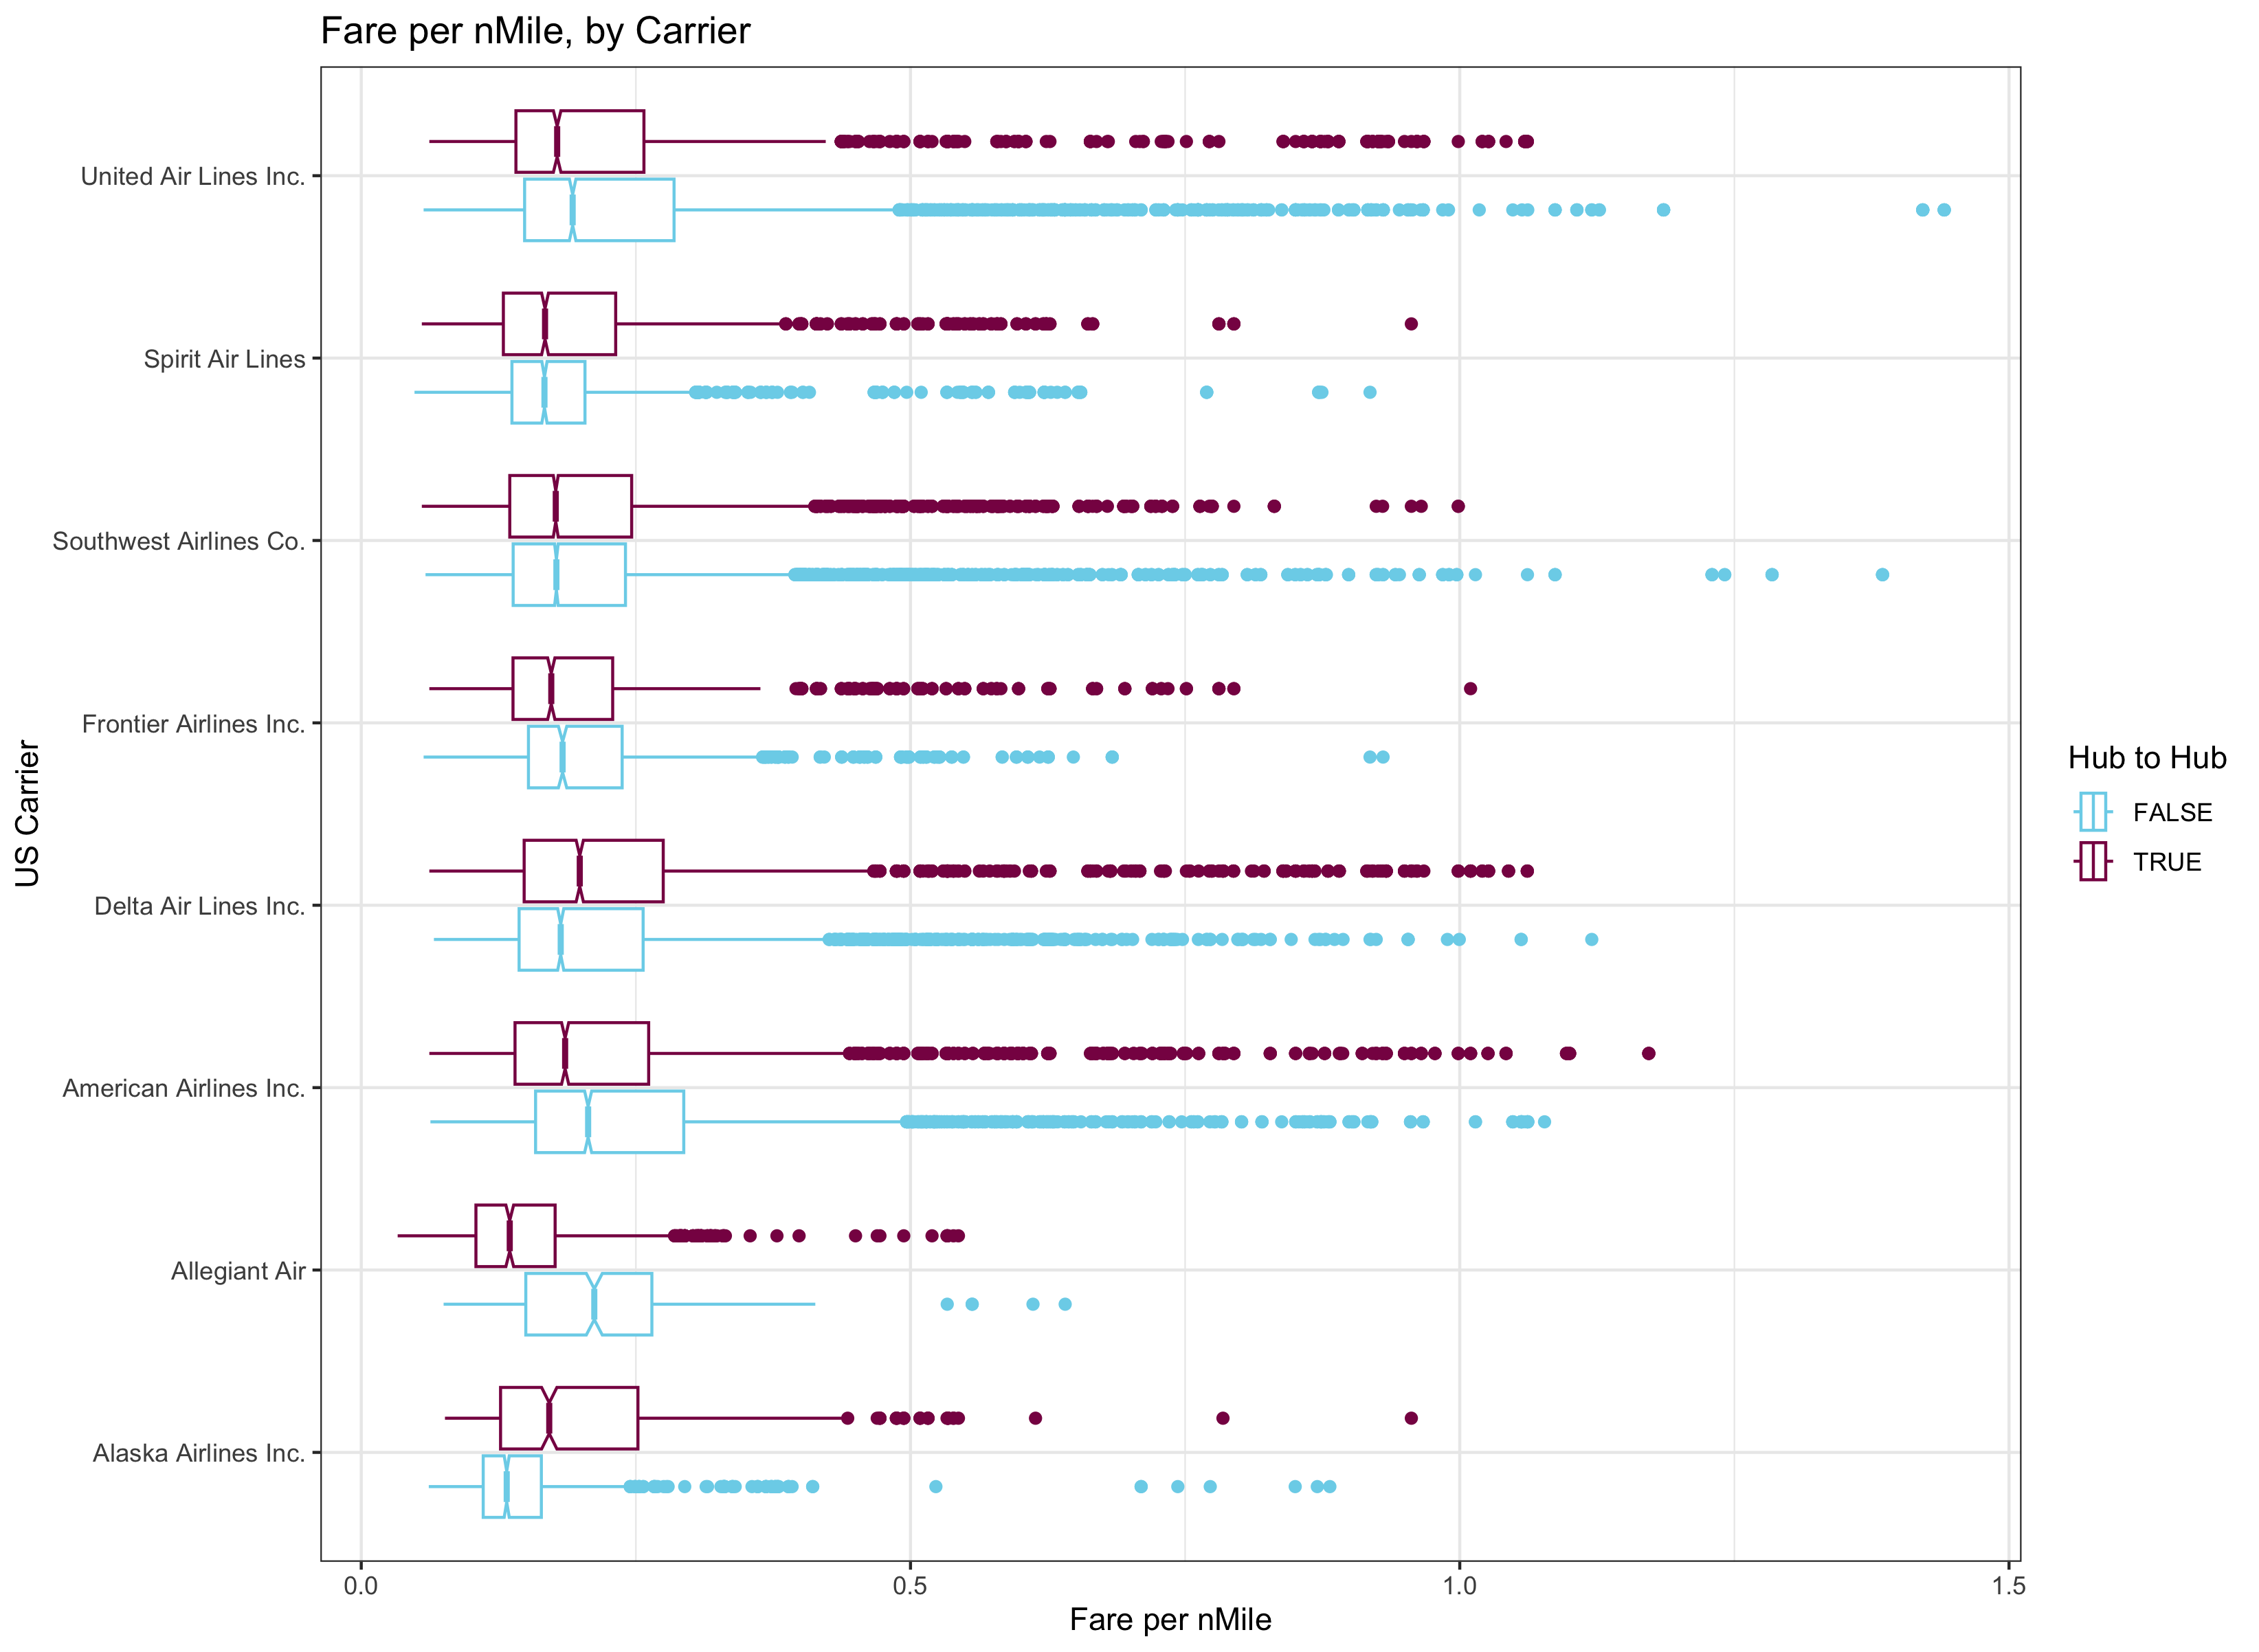 Fare per nMile, by Carrier
United Air Lines Inc.
Spirit Air Lines
Southwest Airlines Co.
Frontier Airlines Inc.
Delta Air Lines Inc.
American Airlines Inc.
Allegiant Air
Alaska Airlines Inc.
US Carrier
0.0 0.5 1.0 1.5
Fare per nMile
Hub to Hub
FALSE
TRUE